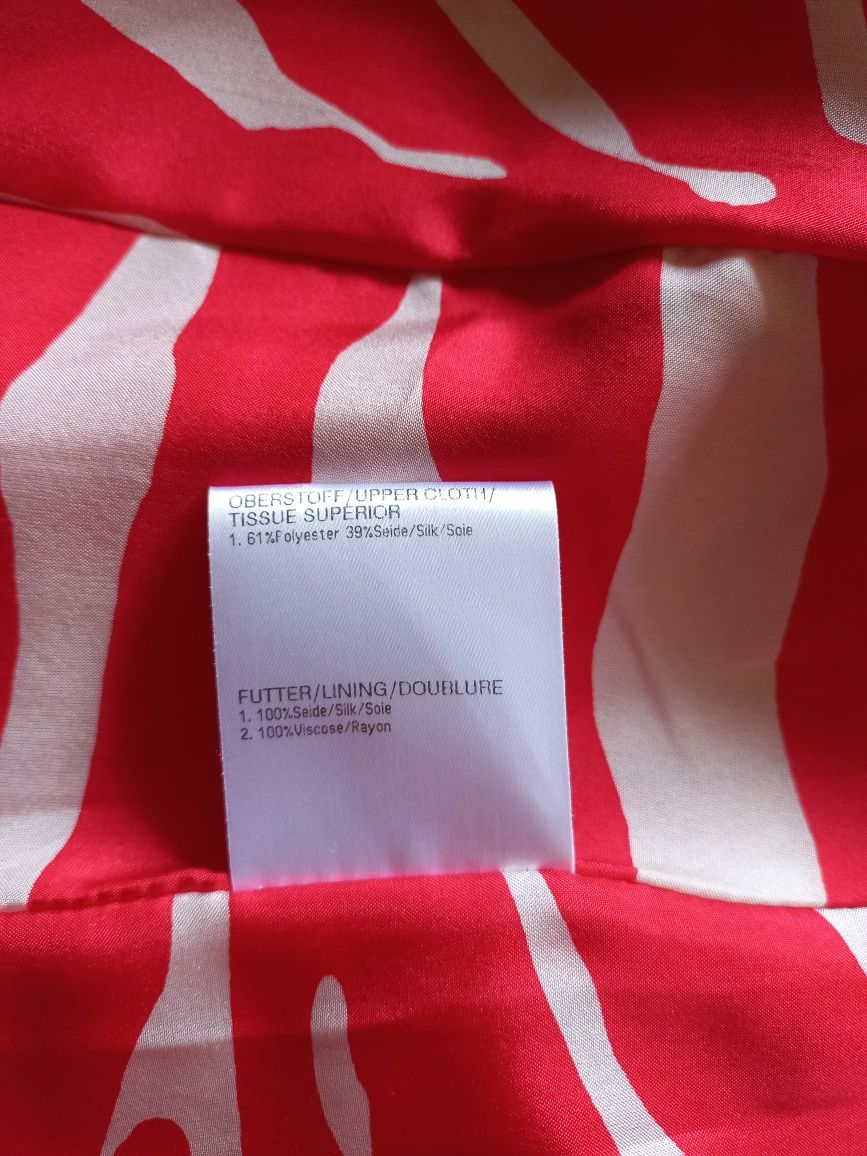 OBERSTOFF/UPPER CLOTH/
TISSUE SUPERIOR
1. 61%Polyester 39%Seide/Silk/Soie
FUTTER/LINING/DOUBLURE
1. 100%Seide/Silk/Soie
2. 100%Viscose/Rayon